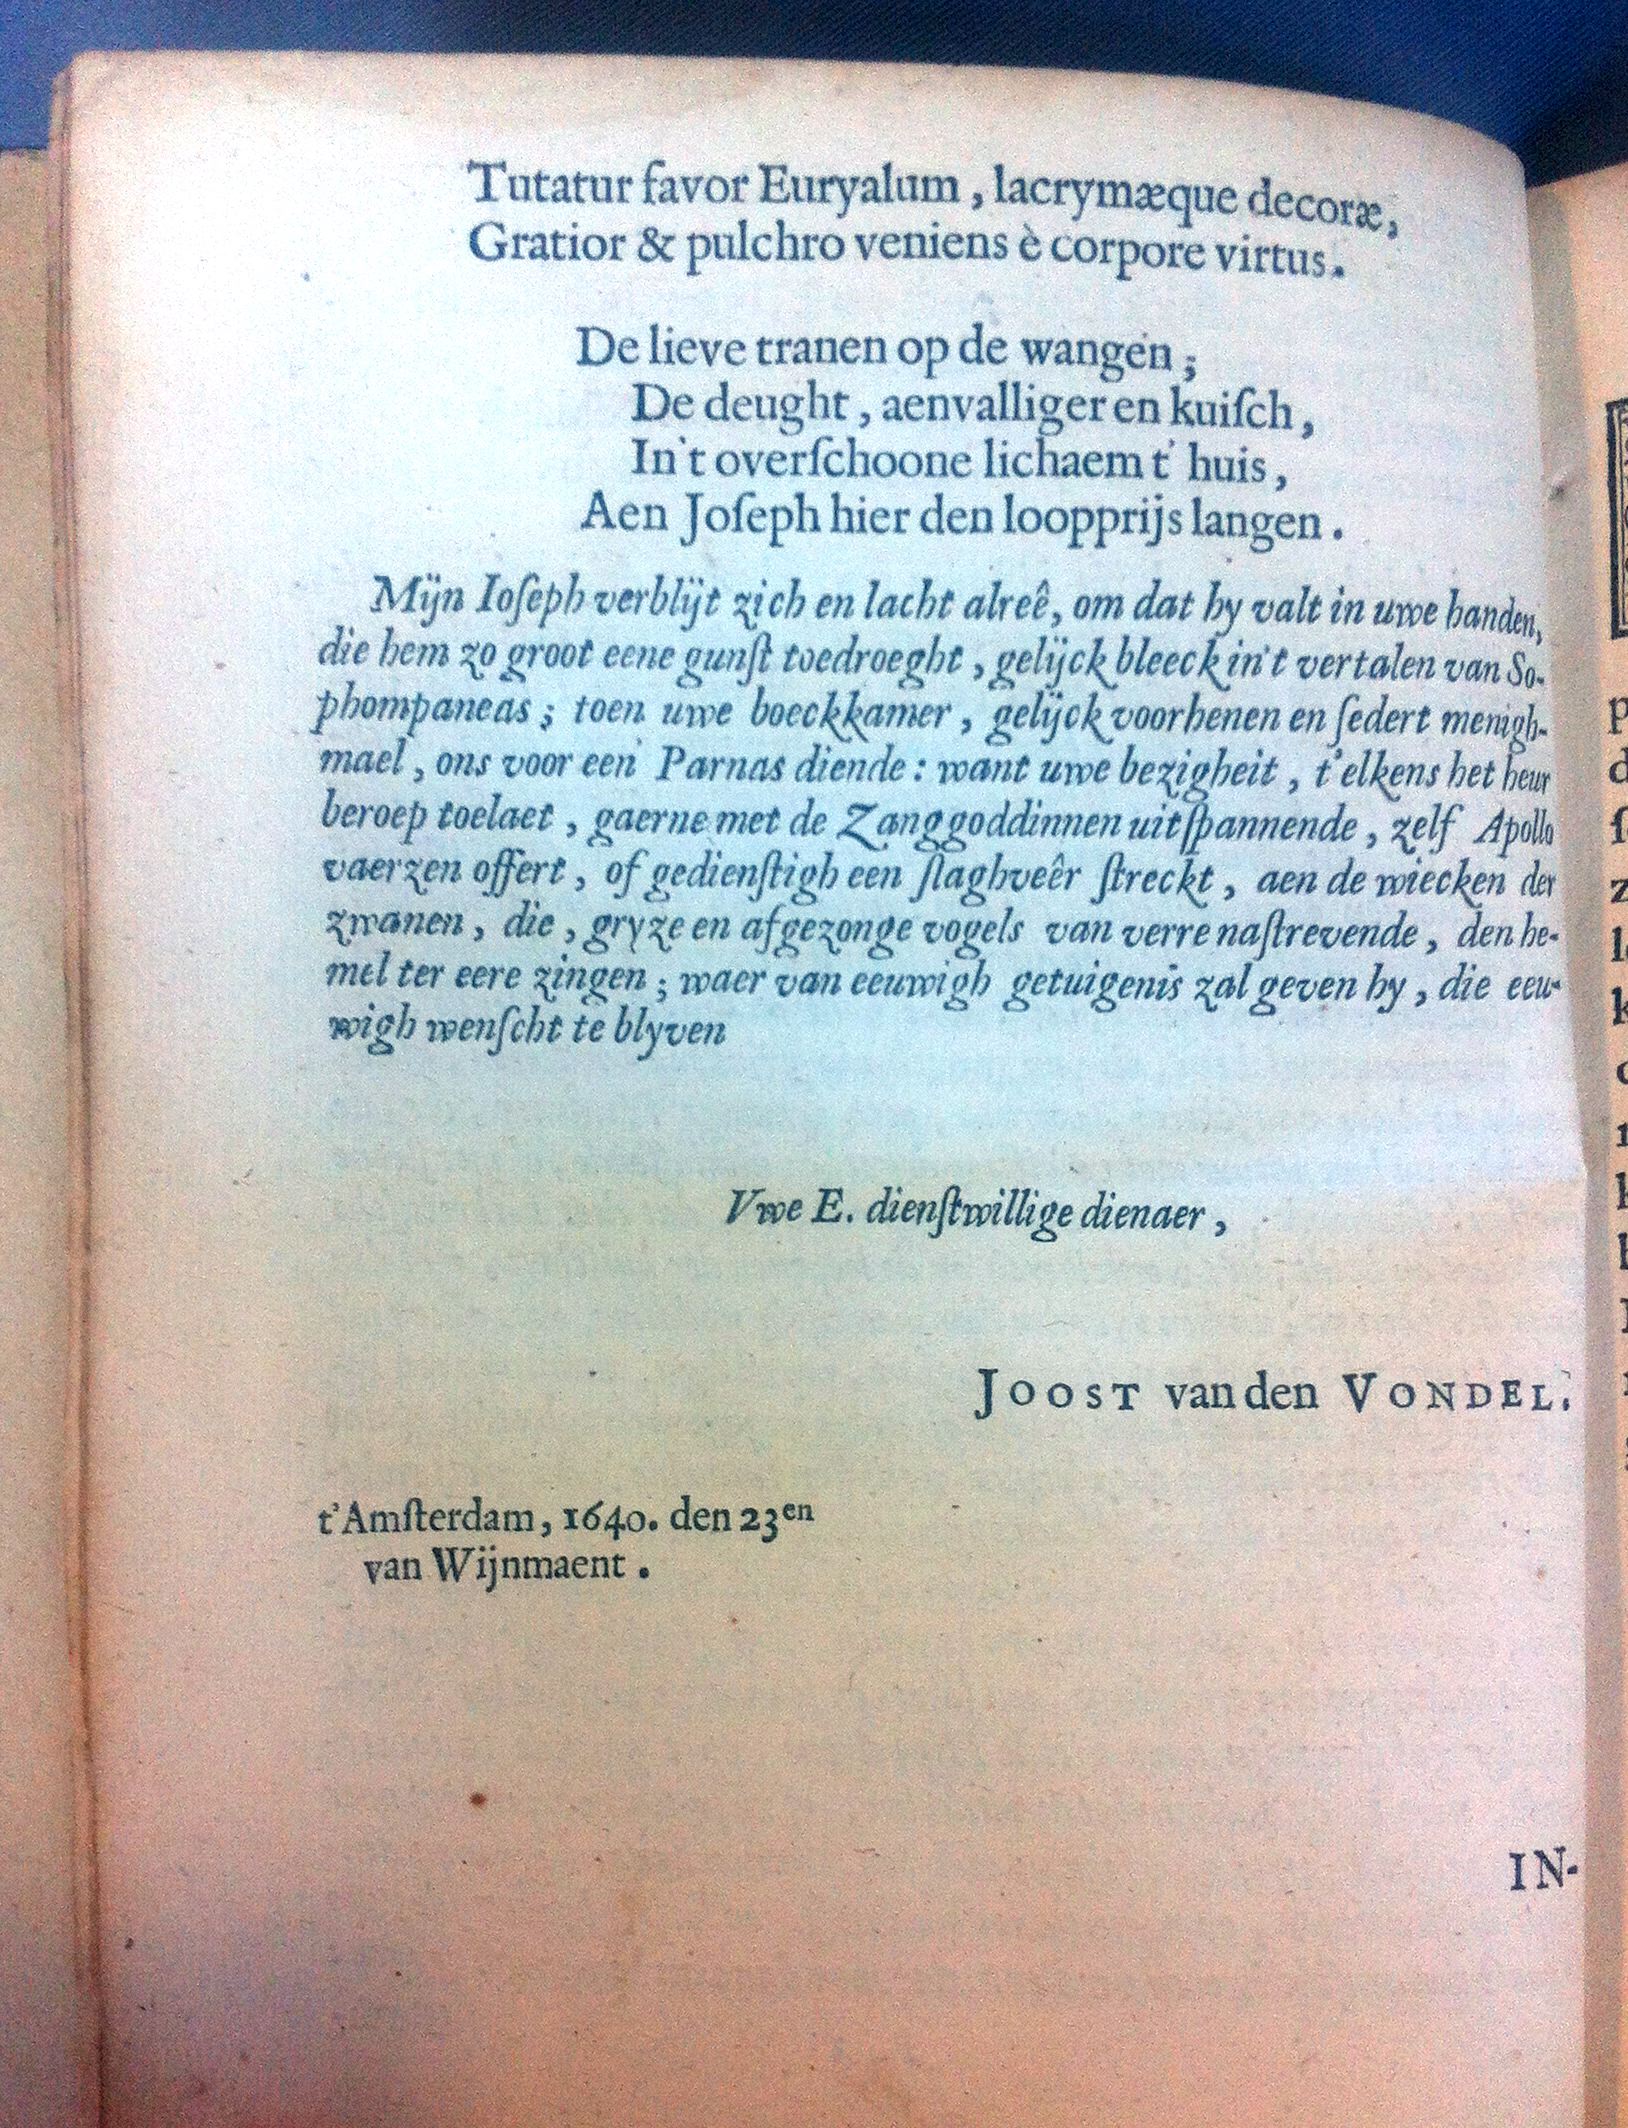 Tutatur favor Euryalum, lacrymæque decoræ,
Gratior & pulchro veniens è corpore virtus.
De lieve tranen op de wangen;
De deught, aenvalliger en kuiſch,
In't overſchoone lichaem t' huis,
Aen Joſeph hier den loopprijs langen.
Mijn Ioſeph verblijt zich en lacht alreê, om dat hy valt in uwe handen,
die hem zo groot eene gunſt toedroeght, gelijck bleeck in't vertalen van So-
phompaneas; toen uwe boeckkamer, gelijck voorhenen en ſedert menigh-
mael, ons voor een Parnas diende: want uwe bezigheit, t'elkens het heur
beroep toelaet, gaerne met de Zanggoddinnen uitſpannende, zelf Apollo
vaerzen offert, of gedienſtigh een ſlaghveêr ſtreckt, aen de wiecken der
zwanen, die, gryze en afgezonge vogels van verre naſtrevende, den he-
mel ter eere zingen; waer van eeuwigh getuigenis zal geven hy, die eeu-
wigh wenſcht te blyven
Vwe E. dienſtwillige dienaer,
JOOST van den VONDEL.
t'Amſterdam, 1640. den 23en
van Wijnmaent.
IN-